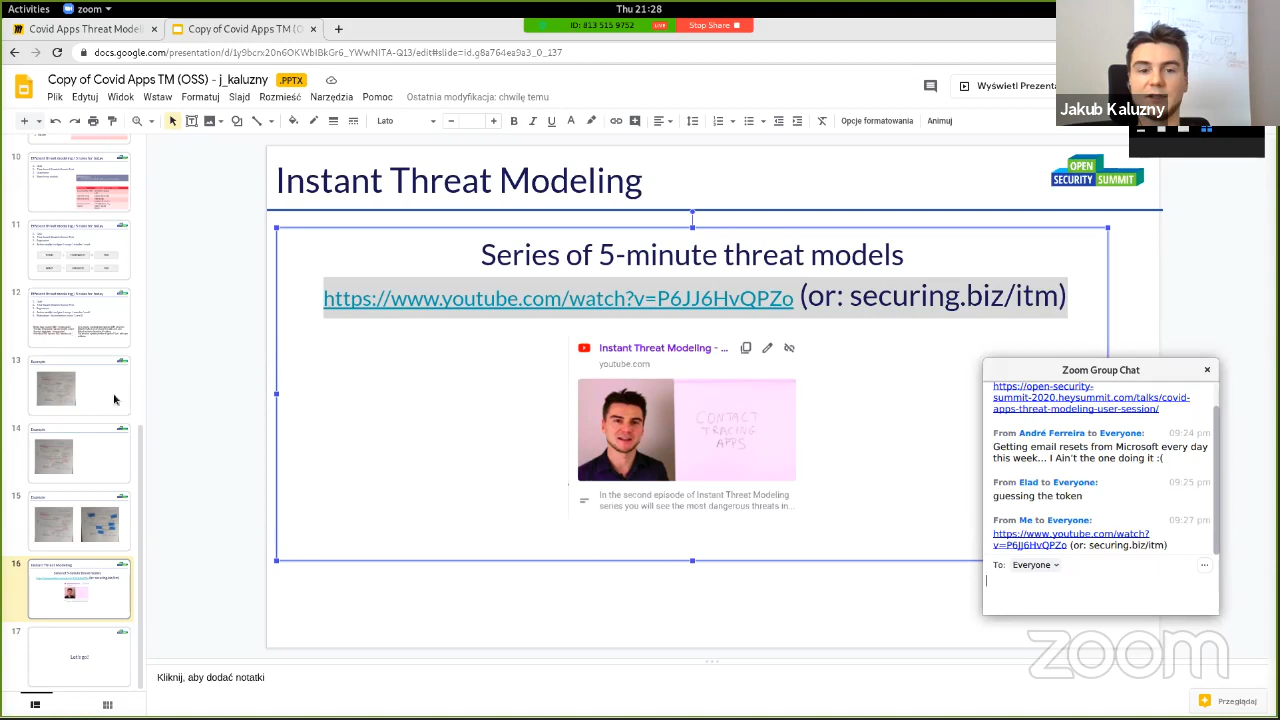 Activities
zoom
Thu 21:28
ID: 813 515 9752
LIVE
Stop Share
Covid Apps Threat Model
Copy of Covid Apps TM (O
docs.google.com/presentation/d/1y9bcrx20n6OKWbIBkGr6_YWwNITA-Q13/edit#slide=id.g8a764c9a9a3_0_137
Copy of Covid Apps TM (OSS) - j_kaluzny
.PPTX
Plik Edytuj Widok Wstaw Formatuj Slajd Rozmieść Narzędzia Pomoc
chwilę temu
Wyświetl Prezenta
Opcje formatowania
Animuj
Jakub Kaluzny
10
11
12
13
Example
14
Example
15
Example
16
Instant Threat Modeling
17
Let's go!
Instant Threat Modeling
OPEN
SECURITY SUMMIT
Series of 5-minute threat models
https://www.youtube.com/watch?v=P6JJ6HvQPZo (or: securing.biz/itm)
Instant Threat Modeling - ...
youtube.com
CONTACT
TRACING
APPS
In the second episode of Instant Threat Modeling
series you will see the most dangerous threats in...
Zoom Group Chat
https://open-security-
summit-2020.heysummit.com/talks/covid-
apps-threat-modeling-user-session/
From André Ferreira to Everyone: 09:24 pm
Getting email resets from Microsoft every day
this week... I Ain't the one doing it :(
From Elad to Everyone: 09:25 pm
guessing the token
From Me to Everyone: 09:27 pm
https://www.youtube.com/watch?
v=P6JJ6HvQPZo (or: securing.biz/itm)
To: Everyone
zoom
Kliknij, aby dodać notatki
Przeglądaj